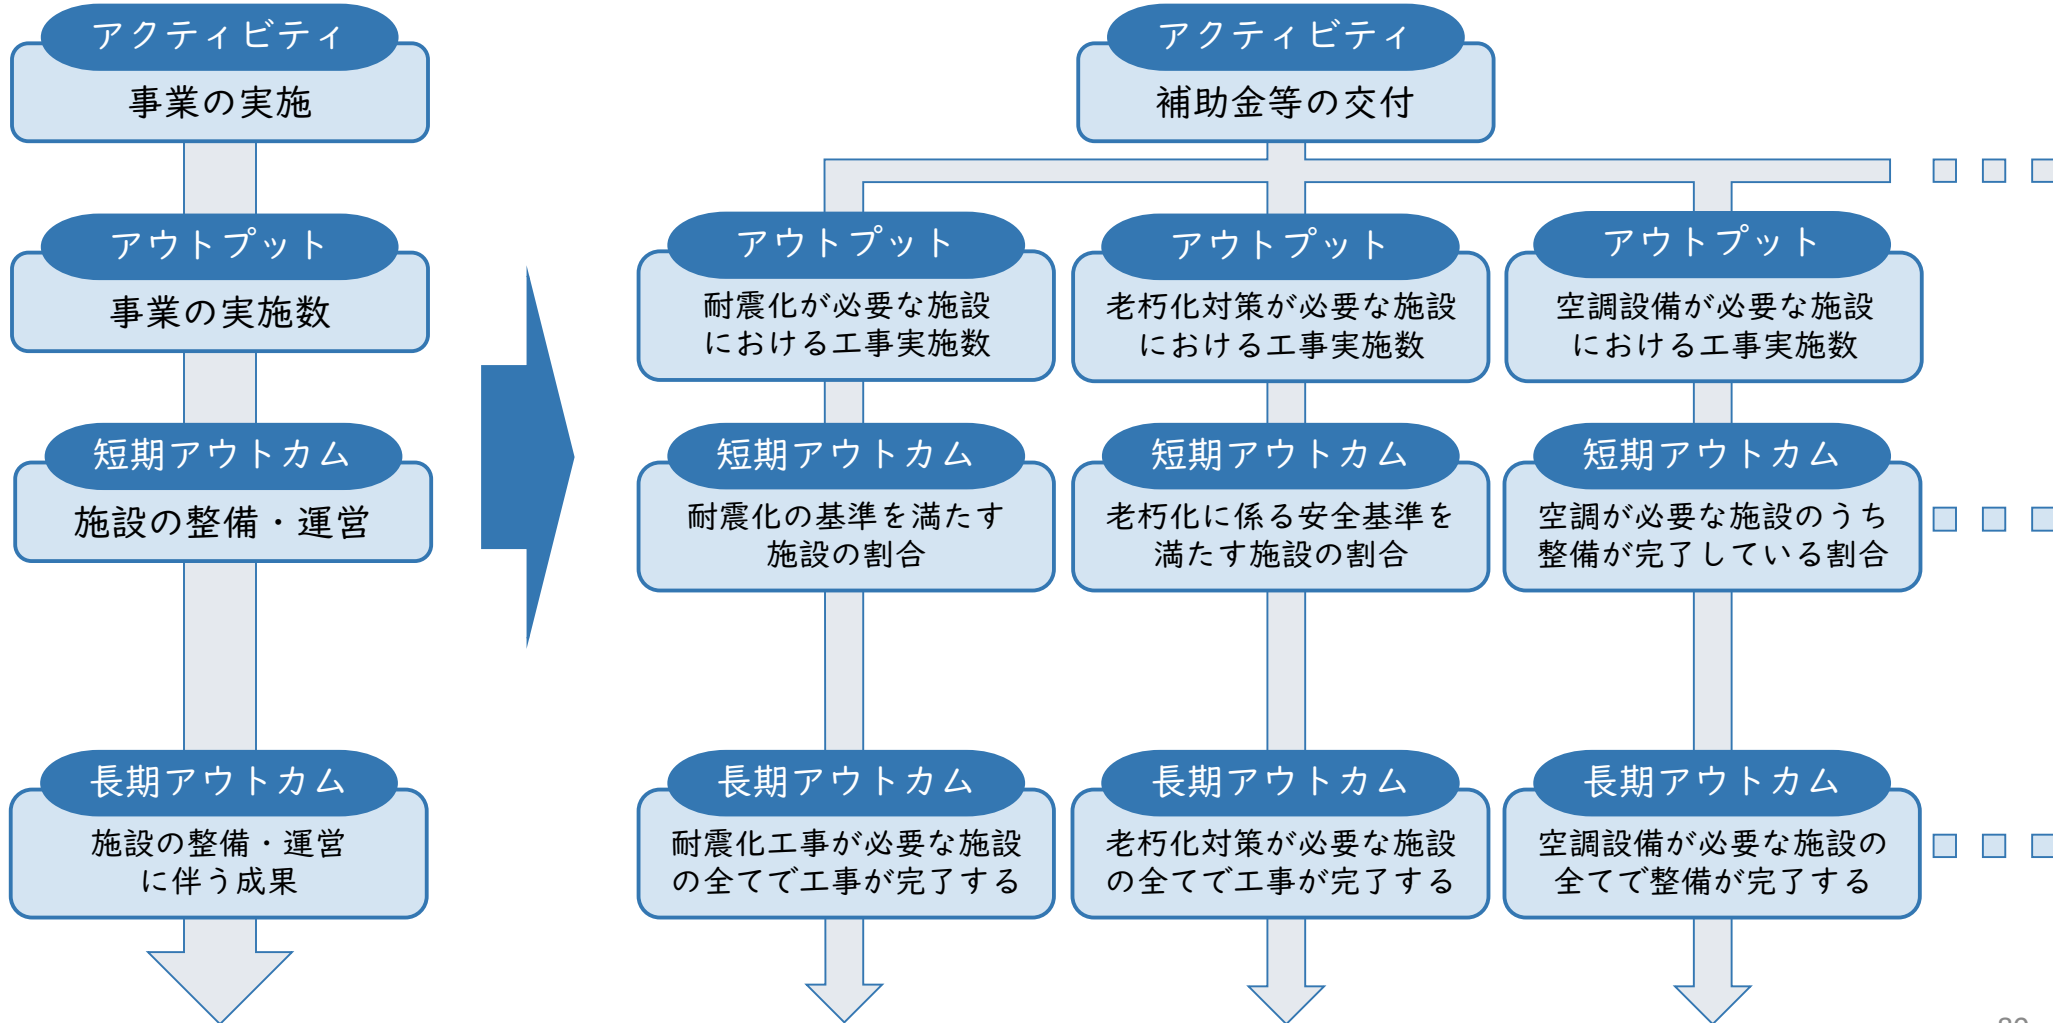 アクティビティ
事業の実施
アウトプット
事業の実施数
短期アウトカム
施設の整備・運営
長期アウトカム
施設の整備・運営
に伴う成果
アクティビティ
補助金等の交付
アウトプット
耐震化が必要な施設
における工事実施数
短期アウトカム
耐震化の基準を満たす
施設の割合
長期アウトカム
耐震化工事が必要な施設
の全てで工事が完了する
アウトプット
老朽化対策が必要な施設
における工事実施数
短期アウトカム
老朽化に係る安全基準を
満たす施設の割合
長期アウトカム
老朽化対策が必要な施設
の全てで工事が完了する
アウトプット
空調設備が必要な施設
における工事実施数
短期アウトカム
空調が必要な施設のうち
整備が完了している割合
長期アウトカム
空調設備が必要な施設の
全てで整備が完了する